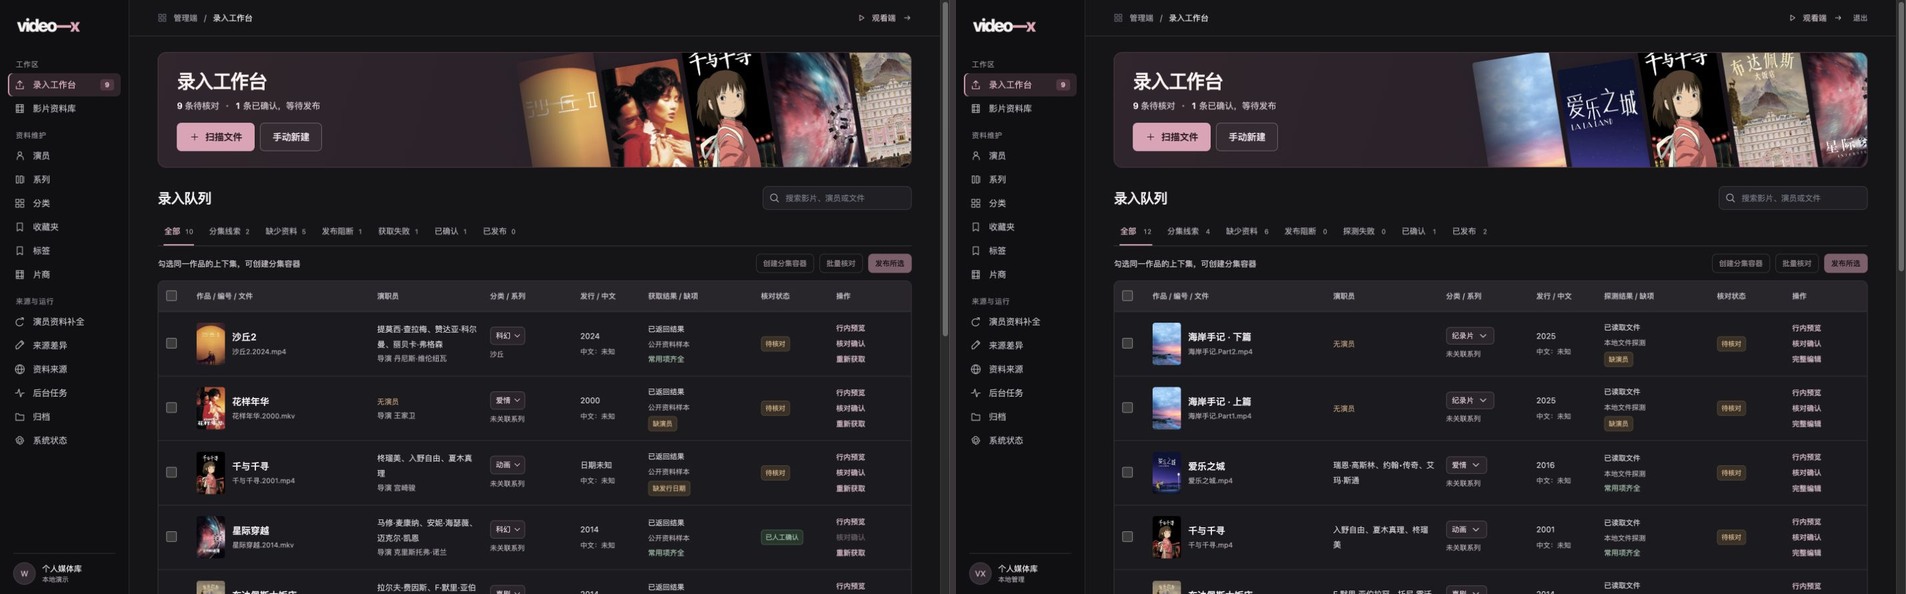 video—x
管理端 / 录入工作台
观看端 →
工作区
录入工作台 9
影片资料库
资料维护
演员
系列
分类
收藏夹
标签
片商
来源与运行
演员资料补全
来源差异
资料来源
后台任务
归档
系统状态
W
个人媒体库
本地演示
录入工作台
9 条待核对 · 1 条已确认，等待发布
+ 扫描文件
手动新建
沙丘II
千与千寻
录入队列
搜索影片、演员或文件
全部 10 分集线索 2 缺少资料 5 发布阻断 1 获取失败 1 已确认 1 已发布 0
勾选同一作品的上下集，可创建分集容器
创建分集容器 批量核对 发布所选
作品 / 编号 / 文件 演职员 分类 / 系列 发行 / 中文 获取结果 / 缺项 核对状态 操作
沙丘2
沙丘2.2024.mp4
提莫西·查拉梅、赞达亚·科尔
曼、丽贝卡·弗格森
导演 丹尼斯·维伦纽瓦
科幻
沙丘
2024
中文：未知
已返回结果
公开资料样本
常用项齐全
待核对
行内预览
核对确认
重新获取
花样年华
花样年华.2000.mkv
无演员
导演 王家卫
爱情
未关联系列
2000
中文：未知
已返回结果
公开资料样本
缺演员
待核对
行内预览
核对确认
重新获取
千与千寻
千与千寻.2001.mp4
柊瑠美、入野自由、夏木真
理
导演 宫崎骏
动画
未关联系列
日期未知
中文：未知
已返回结果
公开资料样本
缺发行日期
待核对
行内预览
核对确认
重新获取
星际穿越
星际穿越.2014.mkv
马修·麦康纳、安妮·海瑟薇、
迈克尔·凯恩
导演 克里斯托弗·诺兰
科幻
未关联系列
2014
中文：未知
已返回结果
公开资料样本
常用项齐全
已人工确认
行内预览
核对确认
重新获取
拉尔夫·费因斯、F·默里·亚伯
已返回结果
行内预览
video—x
管理端 / 录入工作台
观看端 → 退出
工作区
录入工作台 9
影片资料库
资料维护
演员
系列
分类
收藏夹
标签
片商
来源与运行
演员资料补全
来源差异
资料来源
后台任务
归档
系统状态
VX
个人媒体库
本地管理
录入工作台
9 条待核对 · 1 条已确认，等待发布
+ 扫描文件
手动新建
爱乐之城
LA LA LAND
千与千寻
布达佩斯
大饭店
录入队列
搜索影片、演员或文件
全部 12 分集线索 4 缺少资料 6 发布阻断 0 探测失败 0 已确认 1 已发布 2
勾选同一作品的上下集，可创建分集容器
创建分集容器 批量核对 发布所选
作品 / 编号 / 文件 演职员 分类 / 系列 发行 / 中文 探测结果 / 缺项 核对状态 操作
海岸手记 · 下篇
海岸手记.Part2.mp4
无演员
纪录片
未关联系列
2025
中文：未知
已读取文件
本地文件探测
缺演员
待核对
行内预览
核对确认
完整编辑
海岸手记 · 上篇
海岸手记.Part1.mp4
无演员
纪录片
未关联系列
2025
中文：未知
已读取文件
本地文件探测
缺演员
待核对
行内预览
核对确认
完整编辑
爱乐之城
爱乐之城.mp4
瑞恩·高斯林、约翰·传奇、艾
玛·斯通
爱情
未关联系列
2016
中文：未知
已读取文件
本地文件探测
常用项齐全
待核对
行内预览
核对确认
完整编辑
千与千寻
千与千寻.mp4
入野自由、夏木真理、柊瑠
美
动画
未关联系列
2001
中文：未知
已读取文件
本地文件探测
常用项齐全
待核对
行内预览
核对确认
完整编辑
已读取文件
行内预览